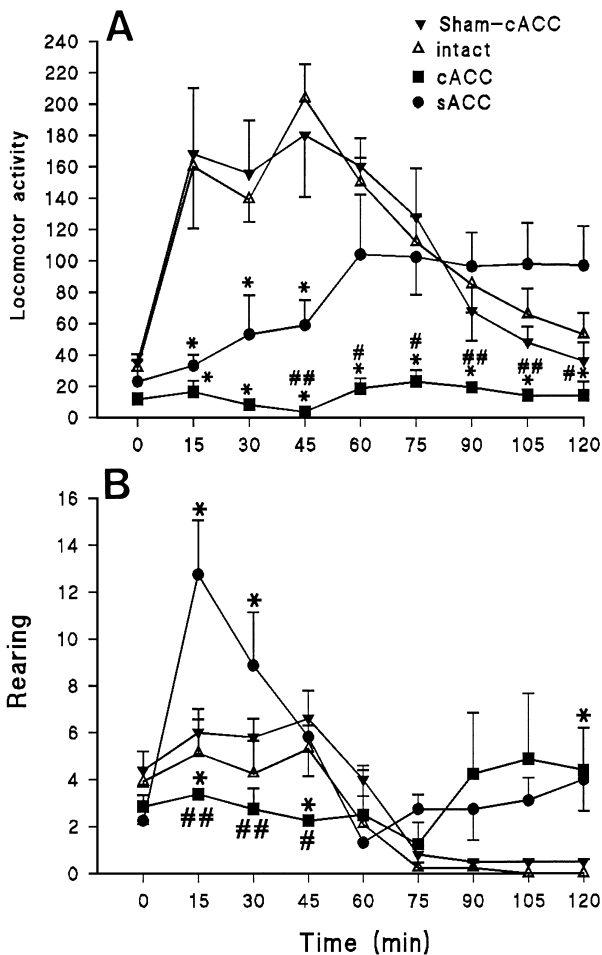 A
Sham-cACC
intact
cACC
sACC
Locomotor activity
240
220
200
180
160
140
120
100
80
60
40
20
0
* * *
# # ## ## #*
## * * * *
* * * *
0 15 30 45 60 75 90 105 120
B
Rearing
16
14
12
10
8
6
4
2
0
*
*
*
* *
## ## #
0 15 30 45 60 75 90 105 120
Time (min)